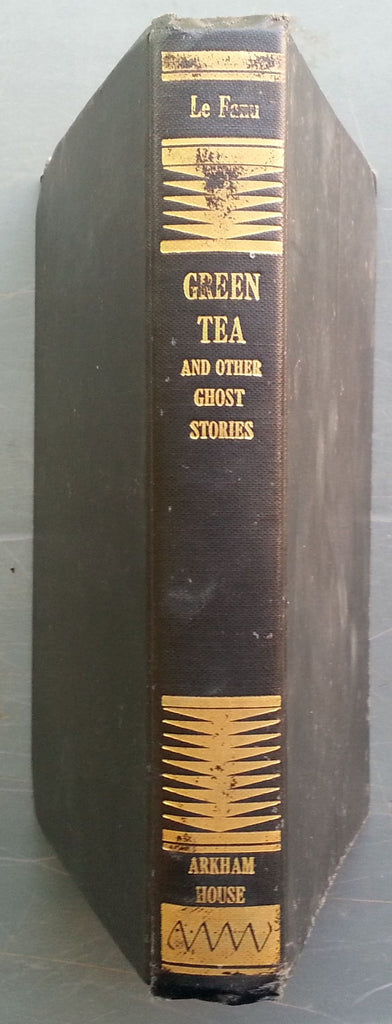 Le Fanu
GREEN
TEA
AND OTHER
GHOST
STORIES
ARKHAM
HOUSE